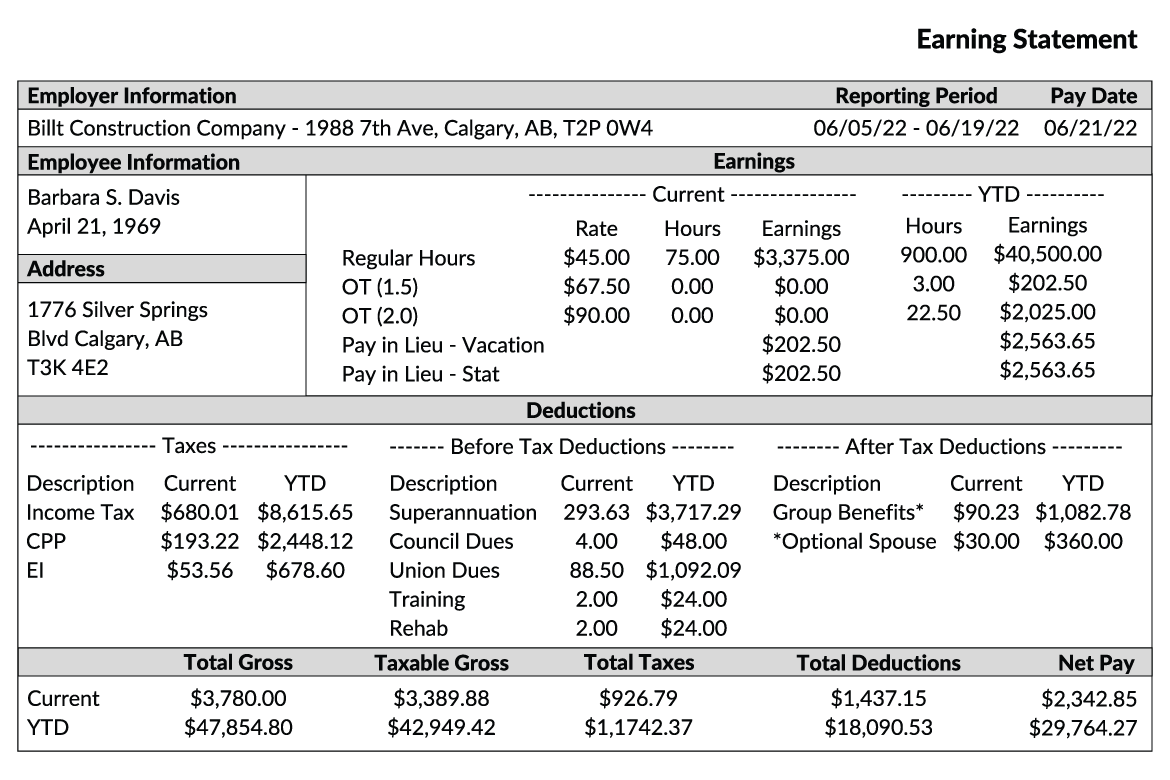 Earning Statement
Employer Information Reporting Period Pay Date
Billt Construction Company - 1988 7th Ave, Calgary, AB, T2P 0W4 06/05/22 - 06/19/22 06/21/22
Employee Information Earnings
Barbara S. Davis
April 21, 1969
Address
1776 Silver Springs
Blvd Calgary, AB
T3K 4E2
--------------- Current ---------------- --------- YTD ----------
Rate Hours Earnings Hours Earnings
Regular Hours $45.00 75.00 $3,375.00 900.00 $40,500.00
OT (1.5) $67.50 0.00 $0.00 3.00 $202.50
OT (2.0) $90.00 0.00 $0.00 22.50 $2,025.00
Pay in Lieu - Vacation $202.50 $2,563.65
Pay in Lieu - Stat $202.50 $2,563.65
Deductions
---------------- Taxes ---------------- ------- Before Tax Deductions -------- -------- After Tax Deductions ---------
Description Current YTD Description Current YTD Description Current YTD
Income Tax $680.01 $8,615.65 Superannuation 293.63 $3,717.29 Group Benefits* $90.23 $1,082.78
CPP $193.22 $2,448.12 Council Dues 4.00 $48.00 *Optional Spouse $30.00 $360.00
EI $53.56 $678.60 Union Dues 88.50 $1,092.09
Training 2.00 $24.00
Rehab 2.00 $24.00
Total Gross Taxable Gross Total Taxes Total Deductions Net Pay
Current $3,780.00 $3,389.88 $926.79 $1,437.15 $2,342.85
YTD $47,854.80 $42,949.42 $1,1742.37 $18,090.53 $29,764.27